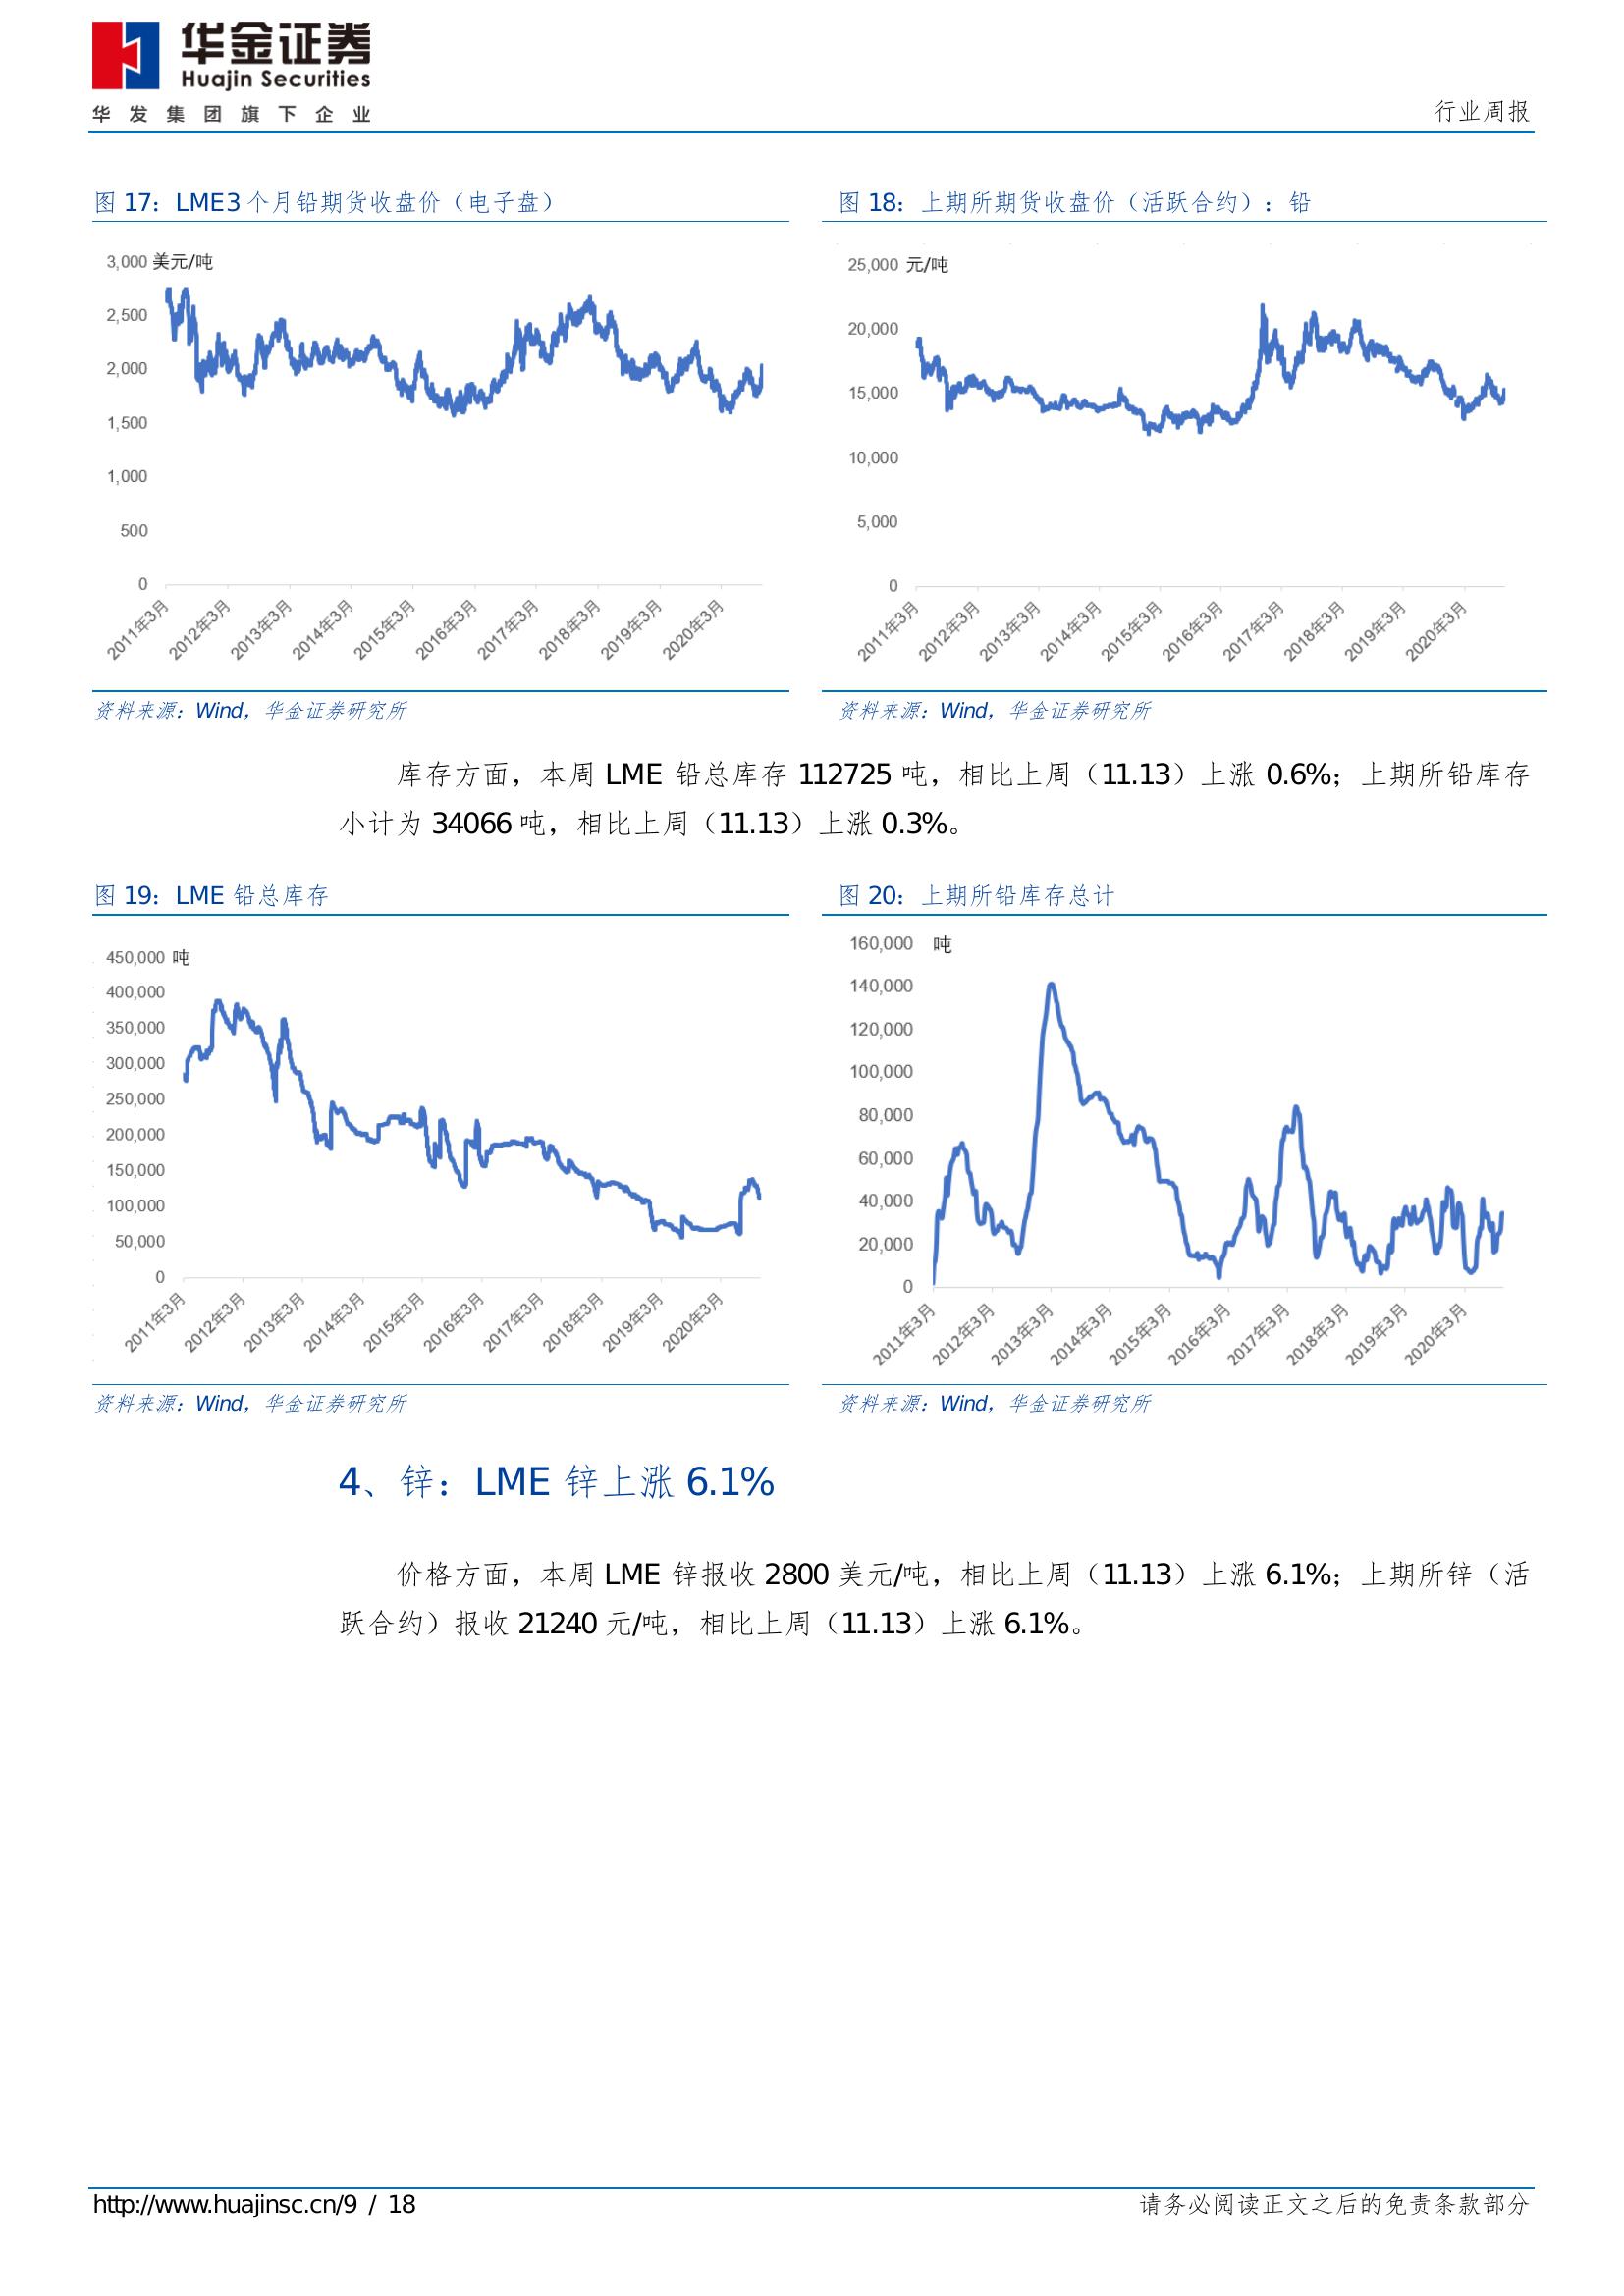 华金证券
Huajin Securities
华发集团旗下企业
行业周报
图 17：LME3 个月铅期货收盘价（电子盘）
3,000 美元/吨
2,500
2,000
1,500
1,000
500
0
2011年3月 2012年3月 2013年3月 2014年3月 2015年3月 2016年3月 2017年3月 2018年3月 2019年3月 2020年3月
资料来源：Wind，华金证券研究所
图 18：上期所期货收盘价（活跃合约）：铅
25,000 元/吨
20,000
15,000
10,000
5,000
0
2011年3月 2012年3月 2013年3月 2014年3月 2015年3月 2016年3月 2017年3月 2018年3月 2019年3月 2020年3月
资料来源：Wind，华金证券研究所
库存方面，本周 LME 铅总库存 112725 吨，相比上周（11.13）上涨 0.6%；上期所铅库存
小计为 34066 吨，相比上周（11.13）上涨 0.3%。
图 19：LME 铅总库存
450,000 吨
400,000
350,000
300,000
250,000
200,000
150,000
100,000
50,000
0
2011年3月 2012年3月 2013年3月 2014年3月 2015年3月 2016年3月 2017年3月 2018年3月 2019年3月 2020年3月
资料来源：Wind，华金证券研究所
图 20：上期所铅库存总计
160,000 吨
140,000
120,000
100,000
80,000
60,000
40,000
20,000
0
2011年3月 2012年3月 2013年3月 2014年3月 2015年3月 2016年3月 2017年3月 2018年3月 2019年3月 2020年3月
资料来源：Wind，华金证券研究所
4、锌：LME 锌上涨 6.1%
价格方面，本周 LME 锌报收 2800 美元/吨，相比上周（11.13）上涨 6.1%；上期所锌（活
跃合约）报收 21240 元/吨，相比上周（11.13）上涨 6.1%。
http://www.huajinsc.cn/9 / 18
请务必阅读正文之后的免责条款部分